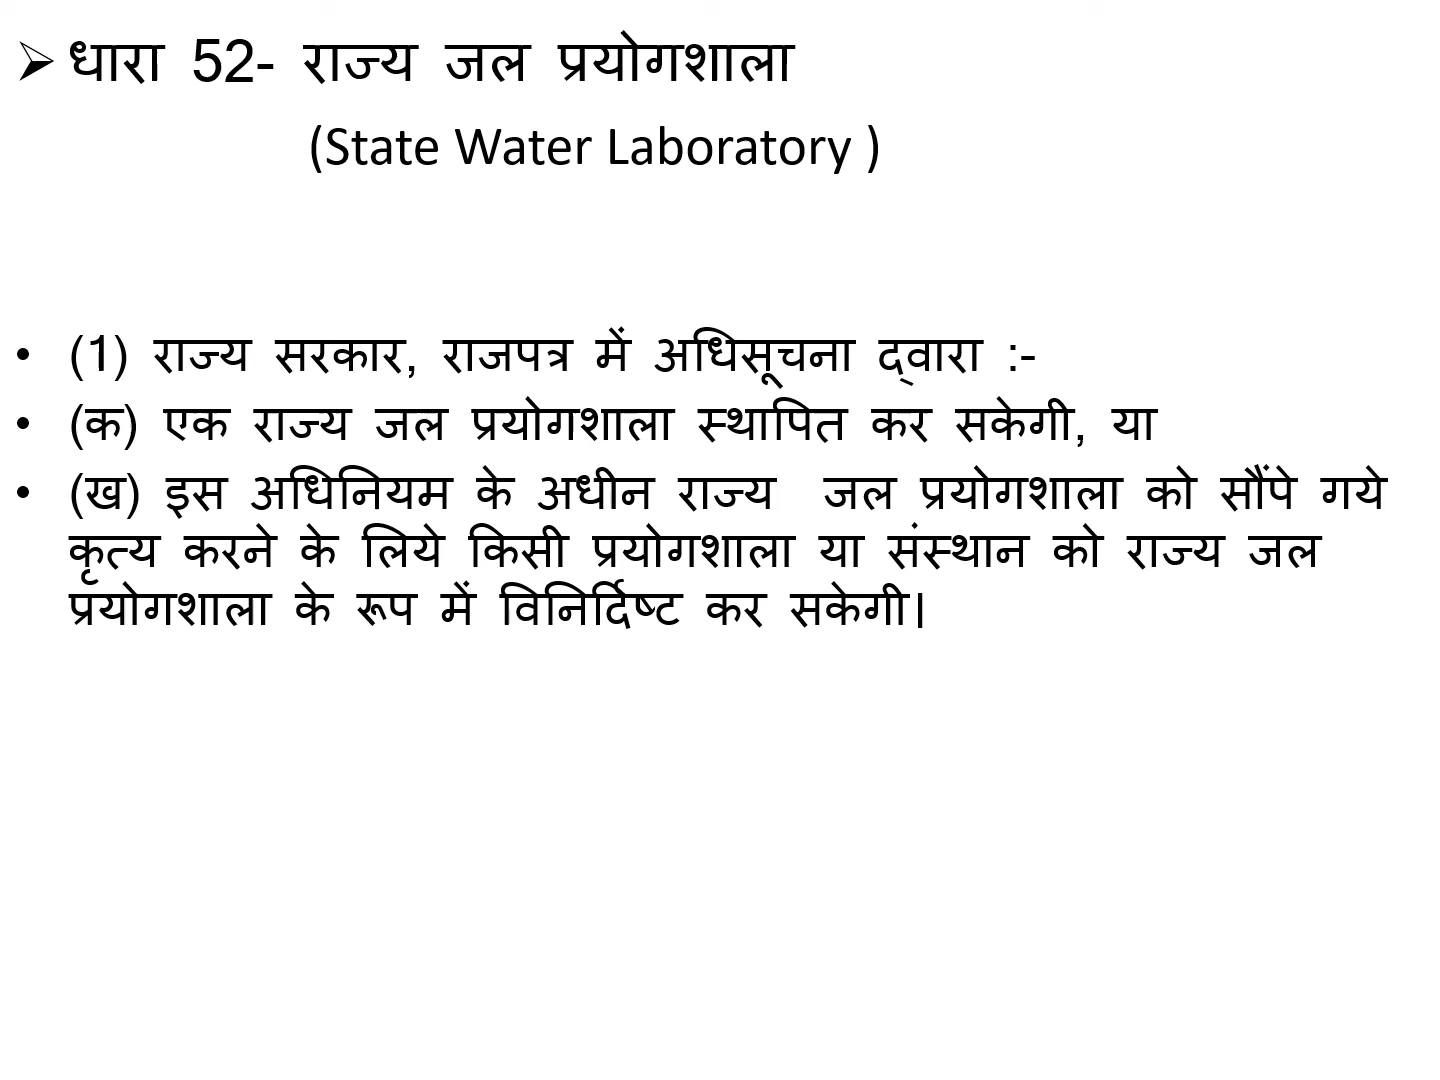 ➢ धारा 52- राज्य जल प्रयोगशाला
(State Water Laboratory )
• (1) राज्य सरकार, राजपत्र में अधिसूचना द्वारा :-
• (क) एक राज्य जल प्रयोगशाला स्थापित कर सकेगी, या
• (ख) इस अधिनियम के अधीन राज्य जल प्रयोगशाला को सौंपे गये
कृत्य करने के लिये किसी प्रयोगशाला या संस्थान को राज्य जल
प्रयोगशाला के रूप में विनिर्दिष्ट कर सकेगी।